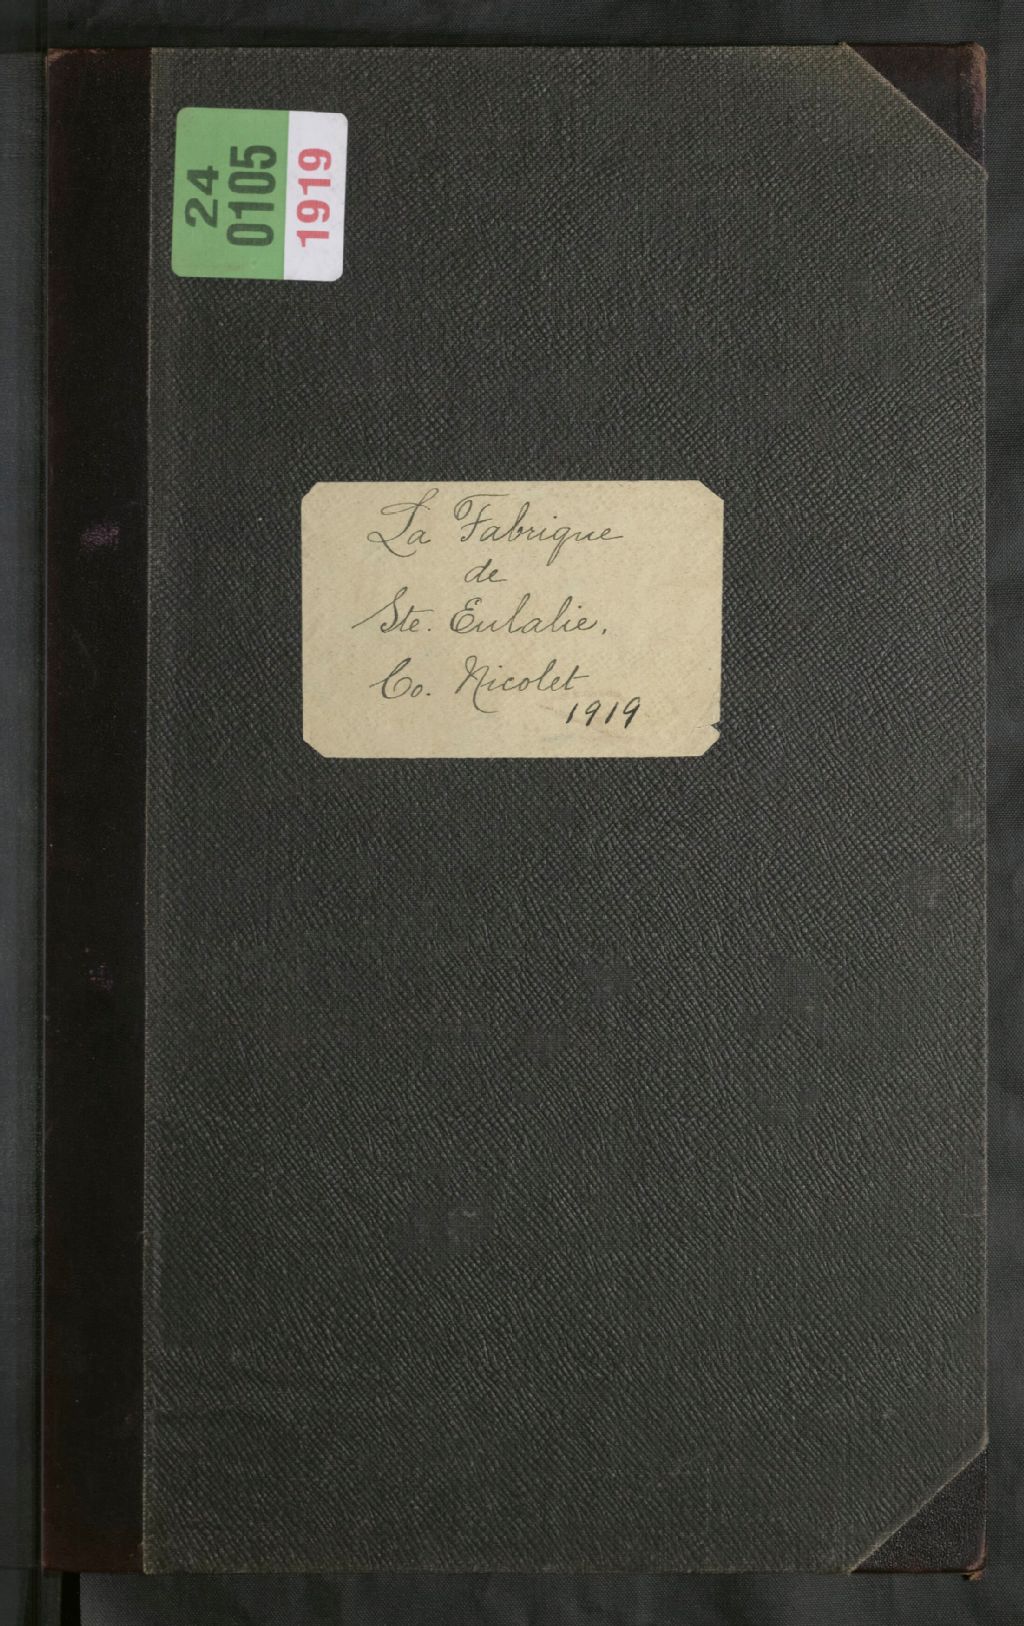 24
0105
1919
La Fabrique
de
Ste. Eulalie,
Co. Nicolet
1919